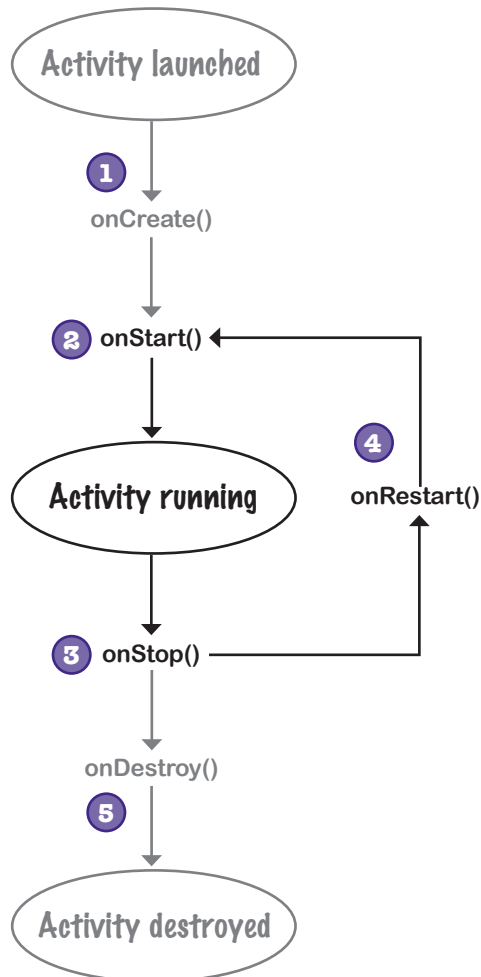 Activity launched
1
onCreate()
2
onStart()
4
Activity running
onRestart()
3
onStop()
onDestroy()
5
Activity destroyed